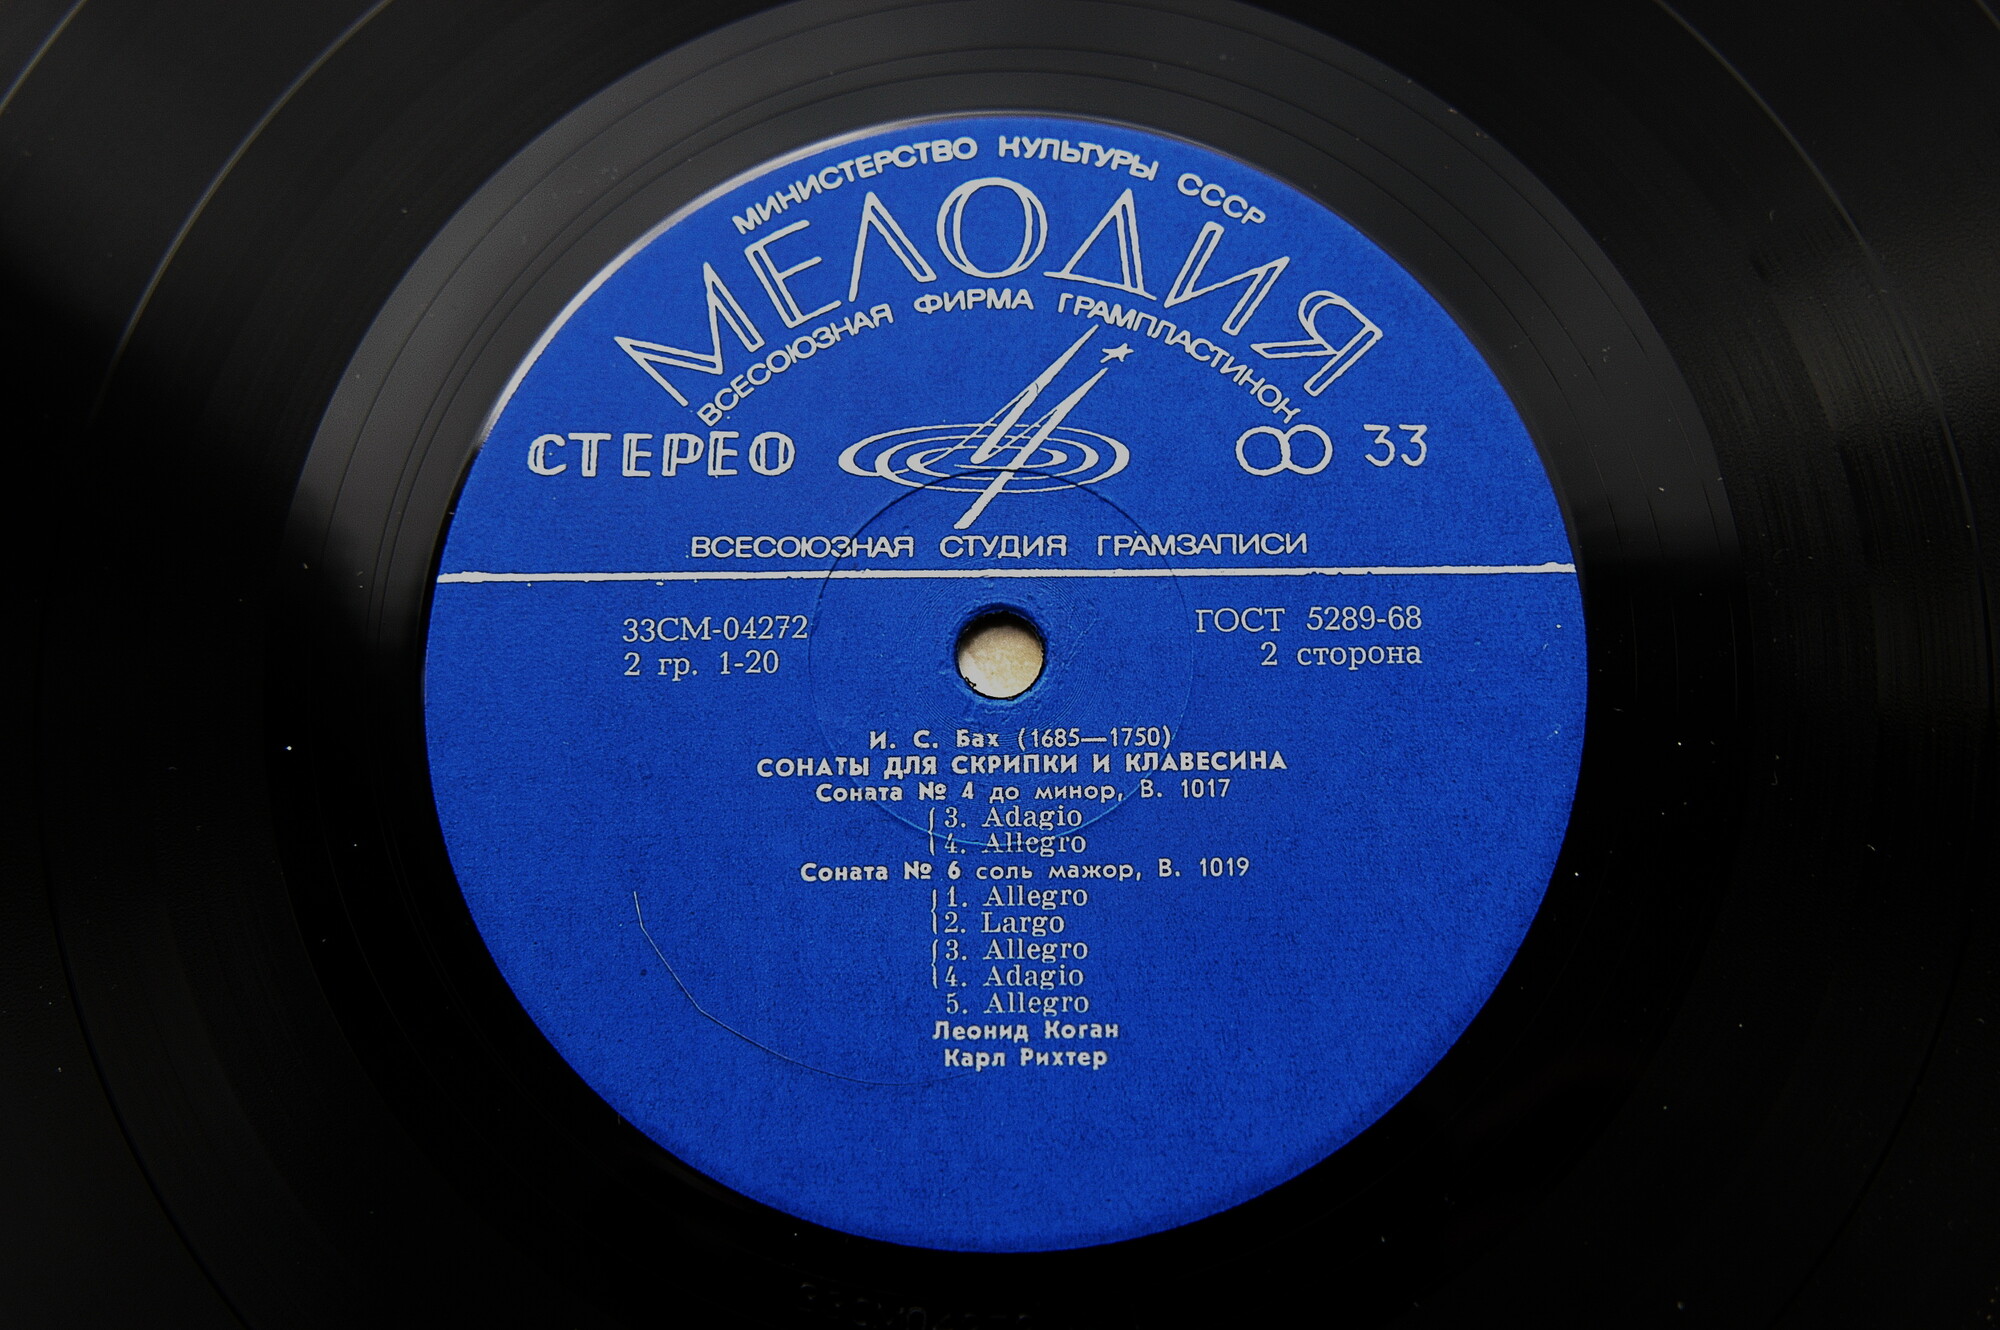 МИНИСТЕРСТВО КУЛЬТУРЫ СССР
МЕЛОДИЯ
ВСЕСОЮЗНАЯ ФИРМА ГРАМПЛАСТИНОК
СТЕРЕО 33
ВСЕСОЮЗНАЯ СТУДИЯ ГРАМЗАПИСИ
33СМ-04272 ГОСТ 5289-68
2 гр. 1-20 2 сторона
И. С. Бах (1685—1750)
СОНАТЫ ДЛЯ СКРИПКИ И КЛАВЕСИНА
Соната № 4 до минор, В. 1017
3. Adagio
4. Allegro
Соната № 6 соль мажор, В. 1019
1. Allegro
2. Largo
3. Allegro
4. Adagio
5. Allegro
Леонид Коган
Карл Рихтер